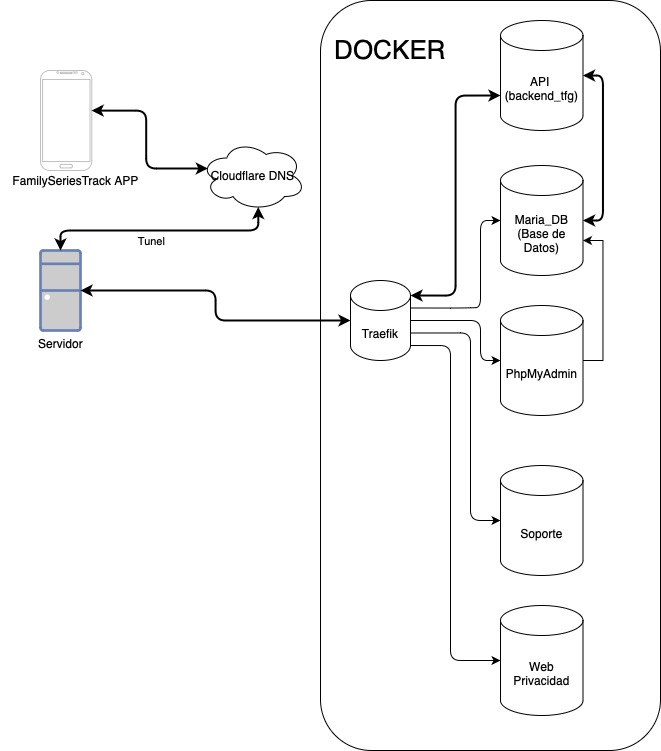 DOCKER
API
(backend_tfg)
FamilySeriesTrack APP
Cloudflare DNS
Maria_DB
(Base de
Datos)
Tunel
Servidor
Traefik
PhpMyAdmin
Soporte
Web
Privacidad